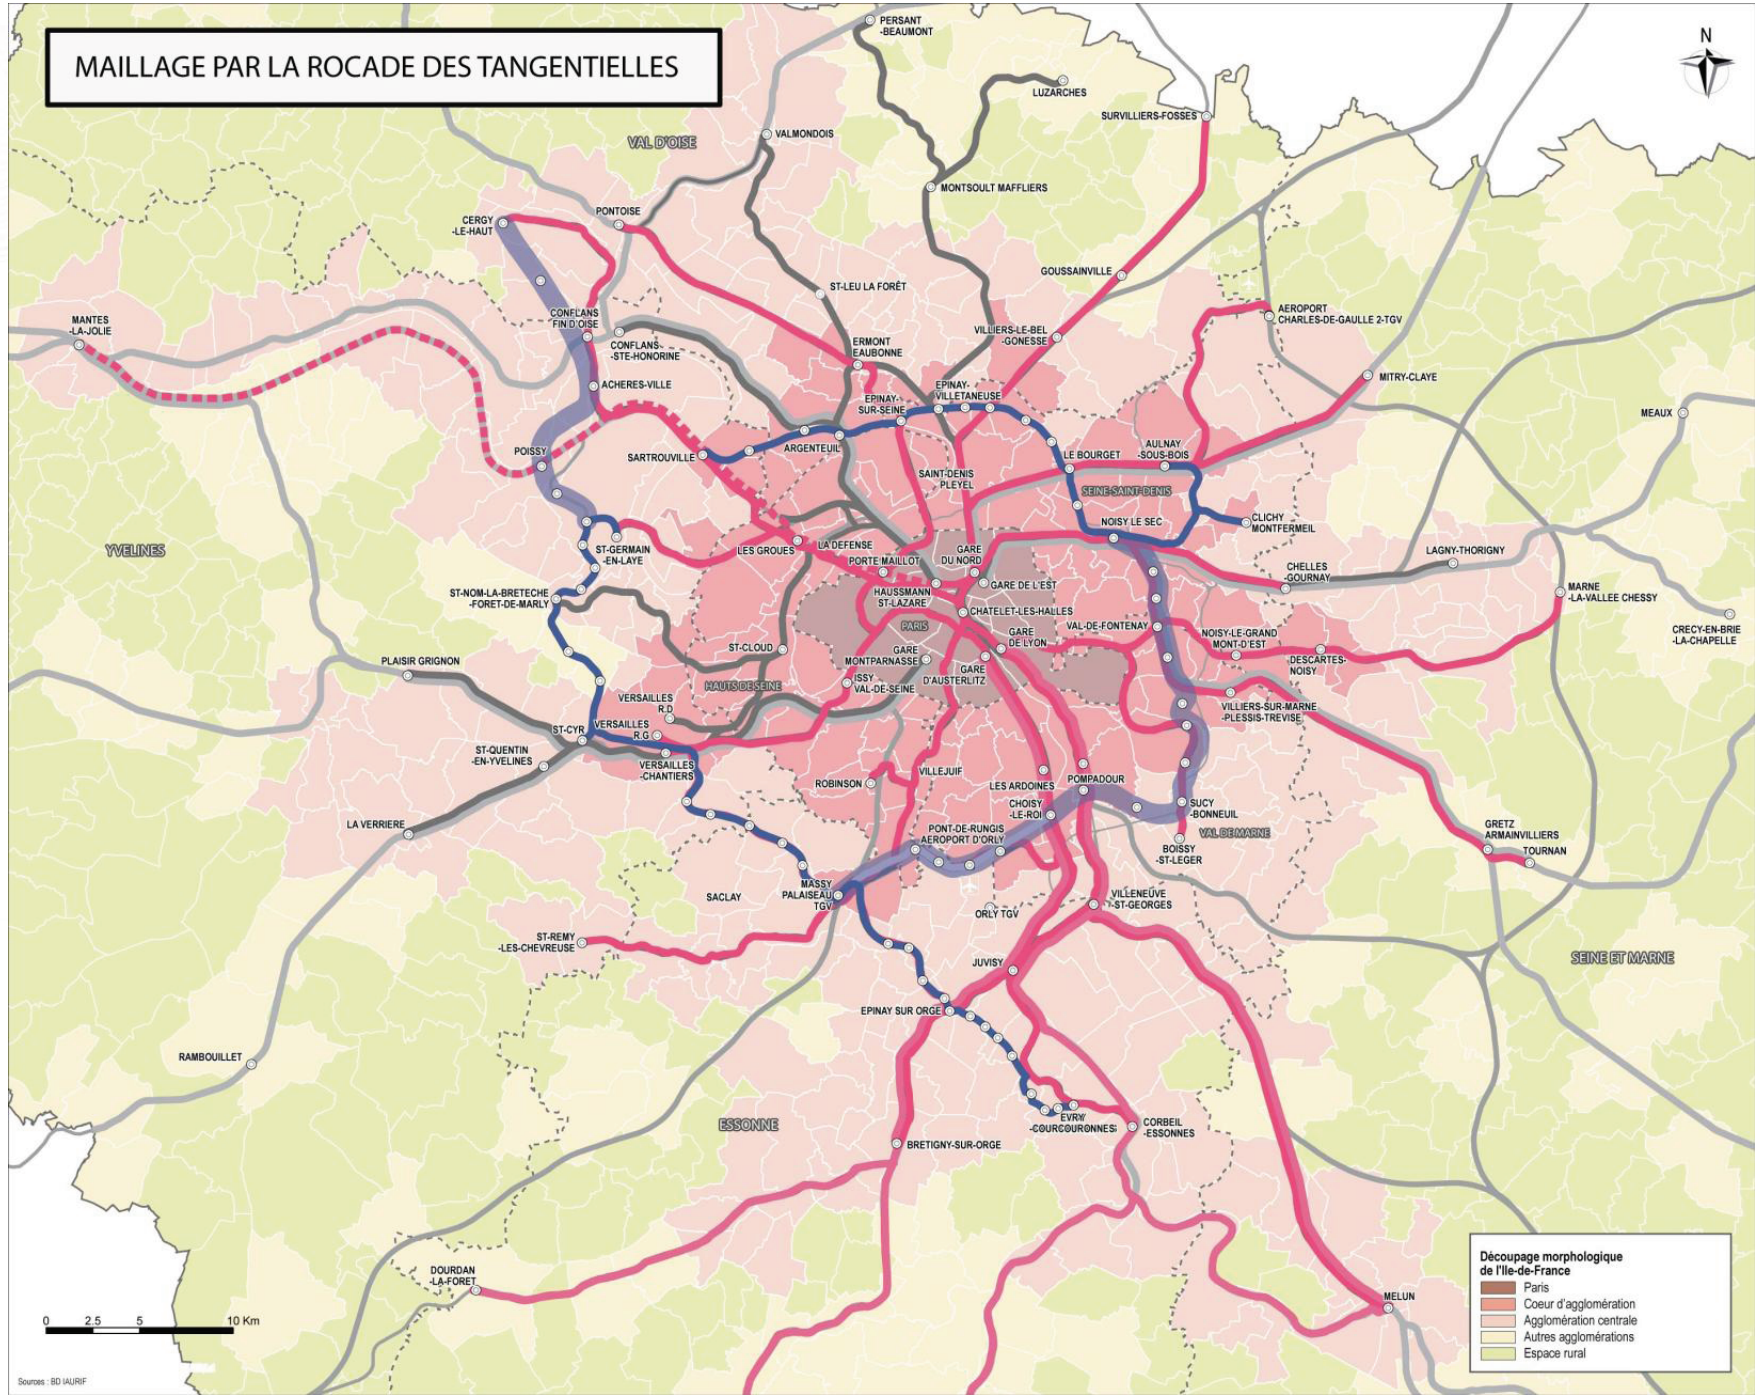 MAILLAGE PAR LA ROCADE DES TANGENTIELLES
N
PERSANT
-BEAUMONT
LUZARCHES
SURVILLIERS-FOSSES
VALMONDOIS
VAL D'OISE
MONTSOULT MAFFLIERS
CERGY
-LE-HAUT
PONTOISE
GOUSSAINVILLE
ST-LEU LA FORÊT
MANTES
-LA-JOLIE
CONFLANS
FIN D'OISE
CONFLANS
-STE-HONORINE
ERMONT
EAUBONNE
VILLIERS-LE-BEL
-GONESSE
AEROPORT
CHARLES-DE-GAULLE 2-TGV
ACHERES-VILLE
EPINAY-
SUR-SEINE
EPINAY-
VILLETANEUSE
MITRY-CLAYE
MEAUX
POISSY
SARTROUVILLE
ARGENTEUIL
SAINT-DENIS
PLEYEL
LE BOURGET
AULNAY
-SOUS-BOIS
SEINE-SAINT-DENIS
NOISY LE SEC
CLICHY
MONTFERMEIL
YVELINES
ST-GERMAIN
-EN-LAYE
LES GROUES
LA DEFENSE
PORTE MAILLOT
GARE
DU NORD
GARE DE L'EST
LAGNY-THORIGNY
CHELLES
-GOURNAY
MARNE
-LA-VALLEE CHESSY
ST-NOM-LA-BRETECHE
-FORET-DE-MARLY
HAUSSMANN
ST-LAZARE
CHATELET-LES-HALLES
PARIS
VAL-DE-FONTENAY
NOISY-LE-GRAND
MONT-D'EST
CRECY-EN-BRIE
-LA-CHAPELLE
ST-CLOUD
GARE
MONTPARNASSE
GARE
DE LYON
GARE
D'AUSTERLITZ
DESCARTES-
NOISY
PLAISIR GRIGNON
HAUTS DE SEINE
ISSY
VAL-DE-SEINE
VERSAILLES
R.D
VERSAILLES
R.G
VILLIERS-SUR-MARNE
-PLESSIS-TREVISE
ST-CYR
ST-QUENTIN
-EN-YVELINES
VERSAILLES
-CHANTIERS
ROBINSON
VILLEJUIF
LES ARDOINES
POMPADOUR
CHOISY
-LE-ROI
SUCY
-BONNEUIL
LA VERRIERE
PONT-DE-RUNGIS
AEROPORT D'ORLY
VAL DE MARNE
BOISSY
-ST-LEGER
GRETZ
ARMAINVILLIERS
TOURNAN
SACLAY
MASSY
PALAISEAU
TGV
ORLY TGV
VILLENEUVE
-ST-GEORGES
ST-REMY
-LES-CHEVREUSE
JUVISY
SEINE ET MARNE
EPINAY SUR ORGE
RAMBOUILLET
ESSONNE
EVRY
-COURCOURONNES
CORBEIL
-ESSONNES
BRETIGNY-SUR-ORGE
DOURDAN
-LA-FORET
MELUN
0 2.5 5 10 Km
Sources : BD IAURIF
Découpage morphologique
de l'Ile-de-France
Paris
Coeur d'agglomération
Agglomération centrale
Autres agglomérations
Espace rural